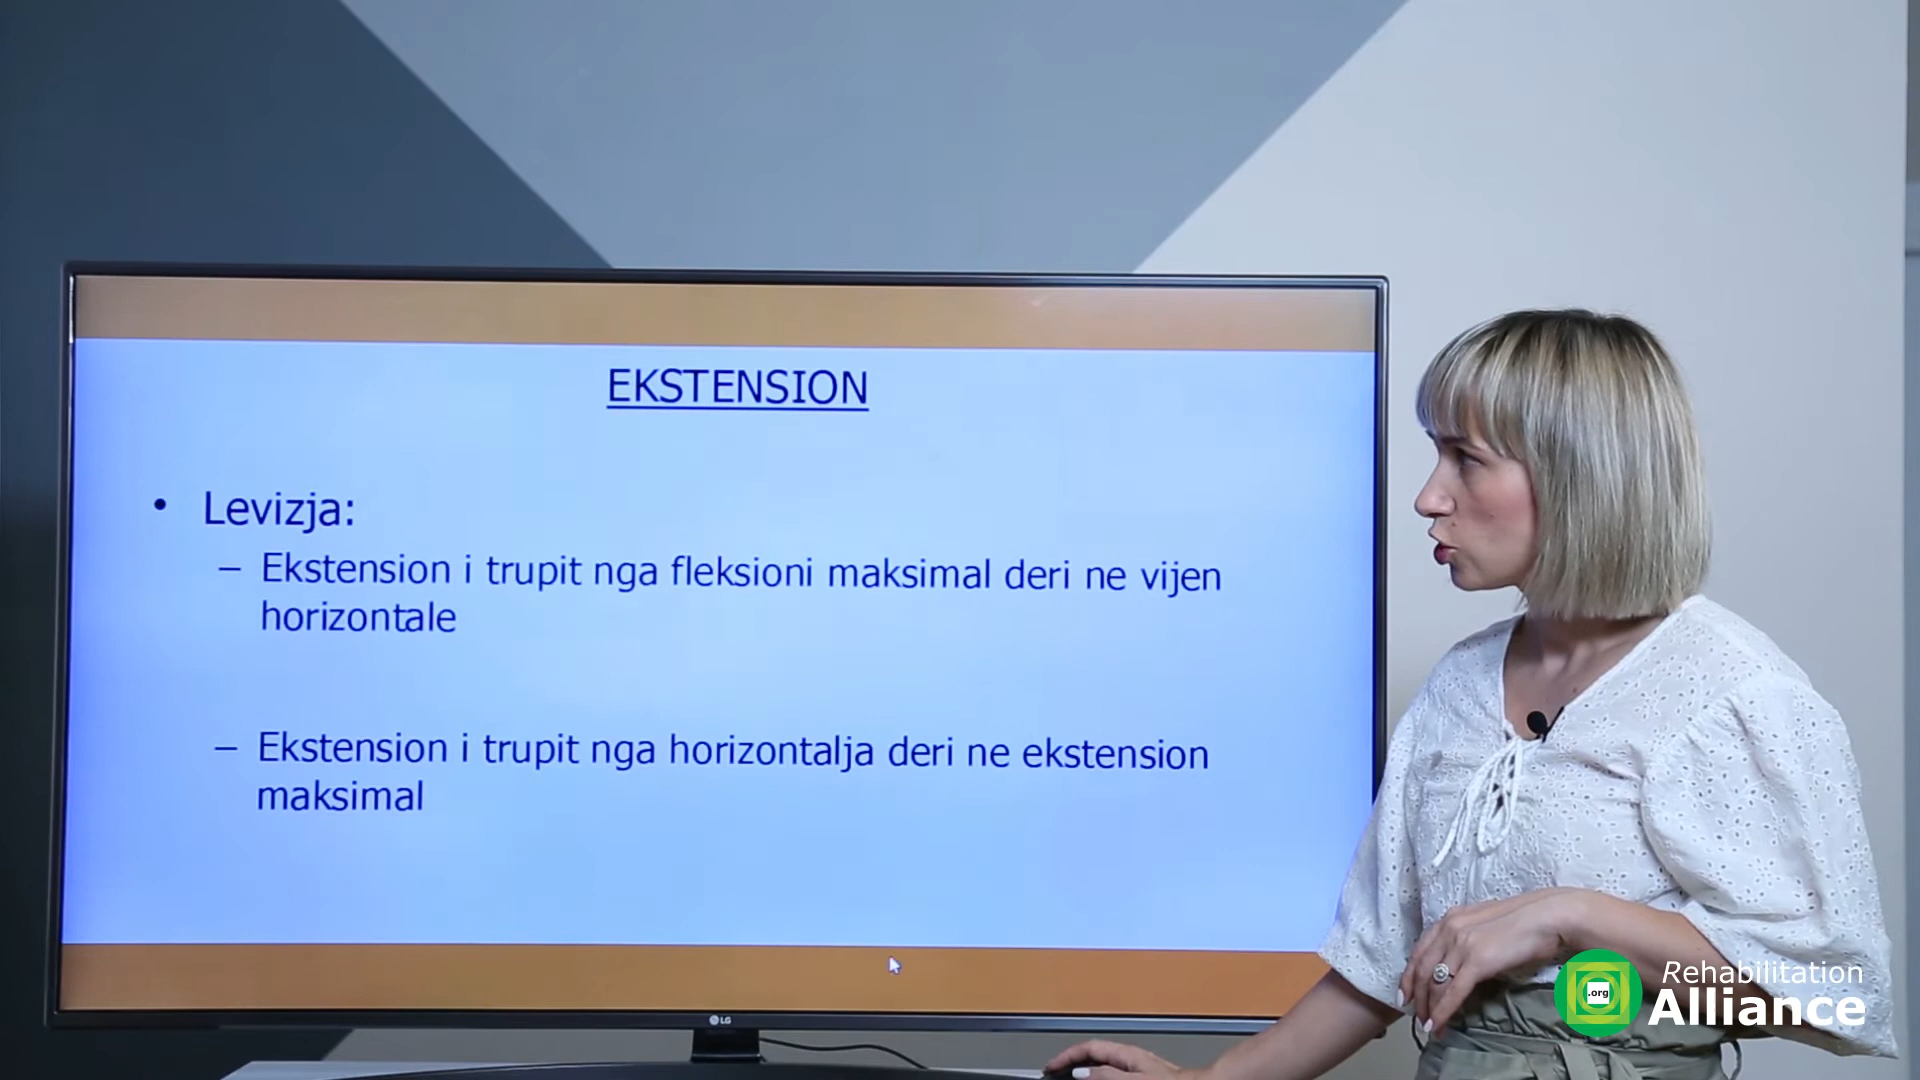 EKSTENSION
• Levizja:
– Ekstension i trupit nga fleksioni maksimal deri ne vijen
horizontale
– Ekstension i trupit nga horizontalja deri ne ekstension
maksimal
LG
.org
Rehabilitation
Alliance